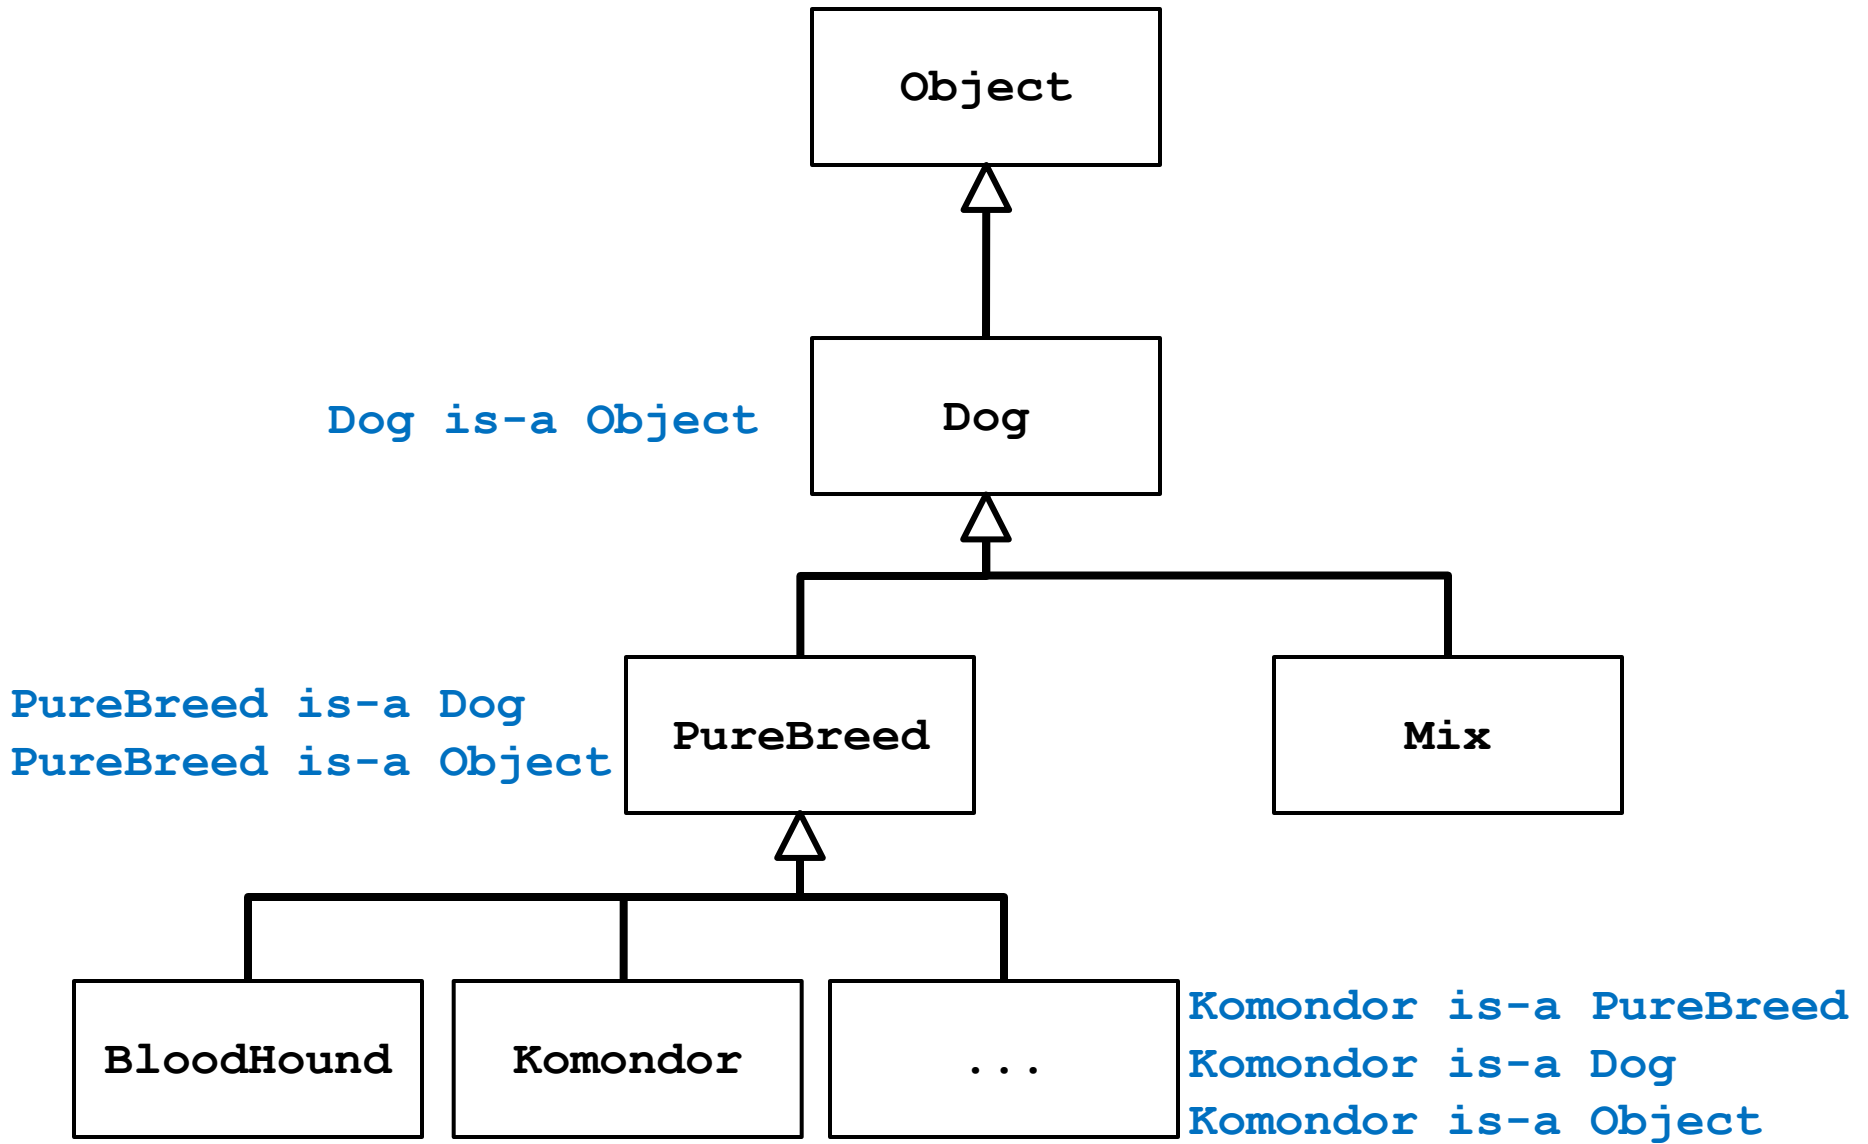 Object
Dog is-a Object
Dog
PureBreed is-a Dog
PureBreed is-a Object
PureBreed
Mix
BloodHound
Komondor
...
Komondor is-a PureBreed
Komondor is-a Dog
Komondor is-a Object